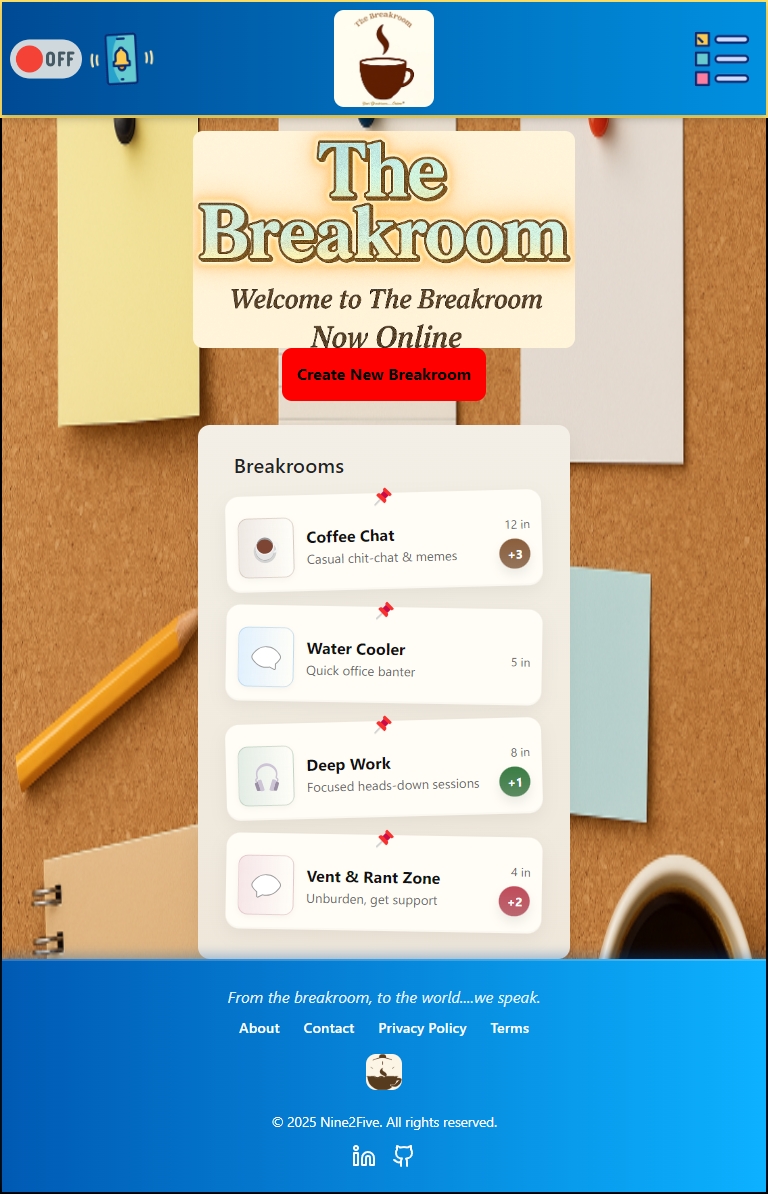 OFF
The Breakroom
The
Breakroom
Welcome to The Breakroom
Now Online
Create New Breakroom
Breakrooms
Coffee Chat
Casual chit-chat & memes
12 in
+3
Water Cooler
Quick office banter
5 in
Deep Work
Focused heads-down sessions
8 in
+1
Vent & Rant Zone
Unburden, get support
4 in
+2
From the breakroom, to the world....we speak.
About Contact Privacy Policy Terms
© 2025 Nine2Five. All rights reserved.
in